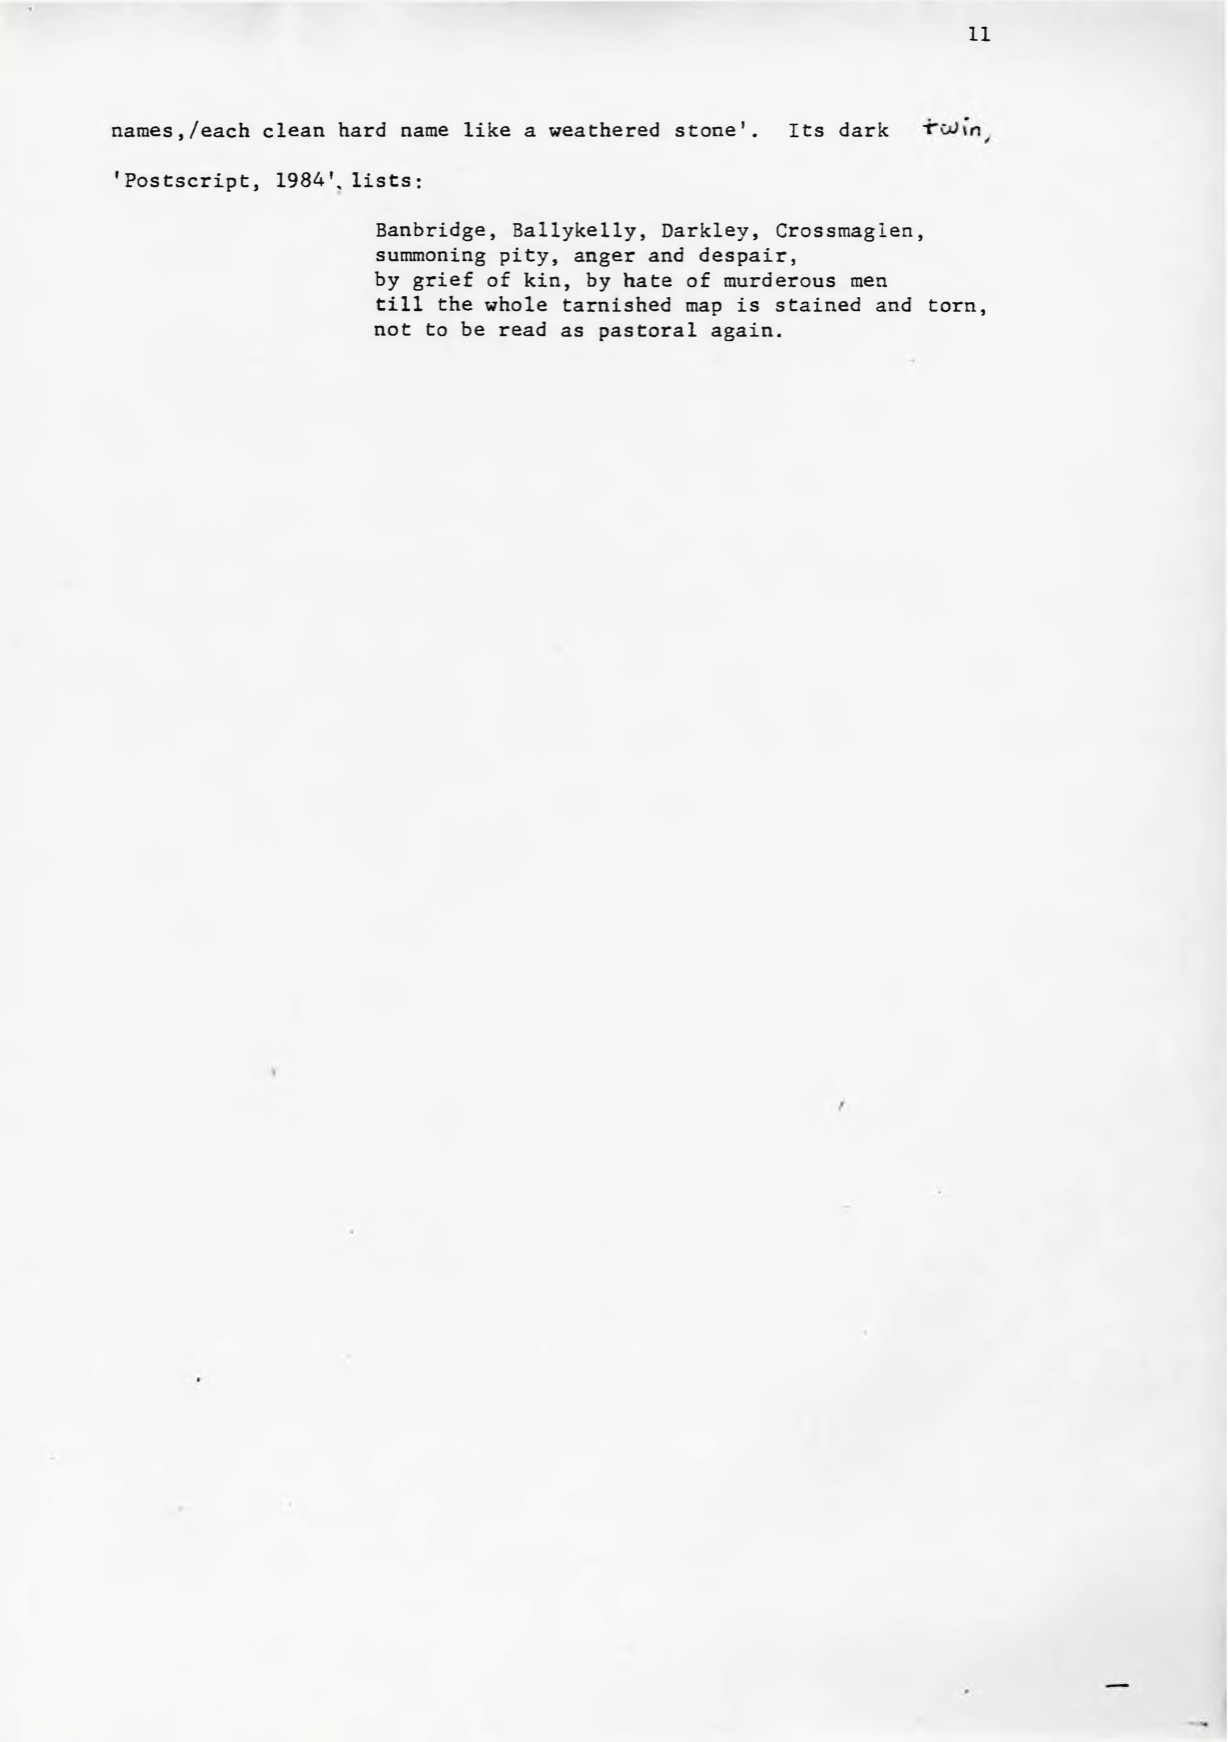 11
names,/each clean hard name like a weathered stone'. Its dark twin,
'Postscript, 1984', lists:
Banbridge, Ballykelly, Darkley, Crossmaglen,
summoning pity, anger and despair,
by grief of kin, by hate of murderous men
till the whole tarnished map is stained and torn,
not to be read as pastoral again.